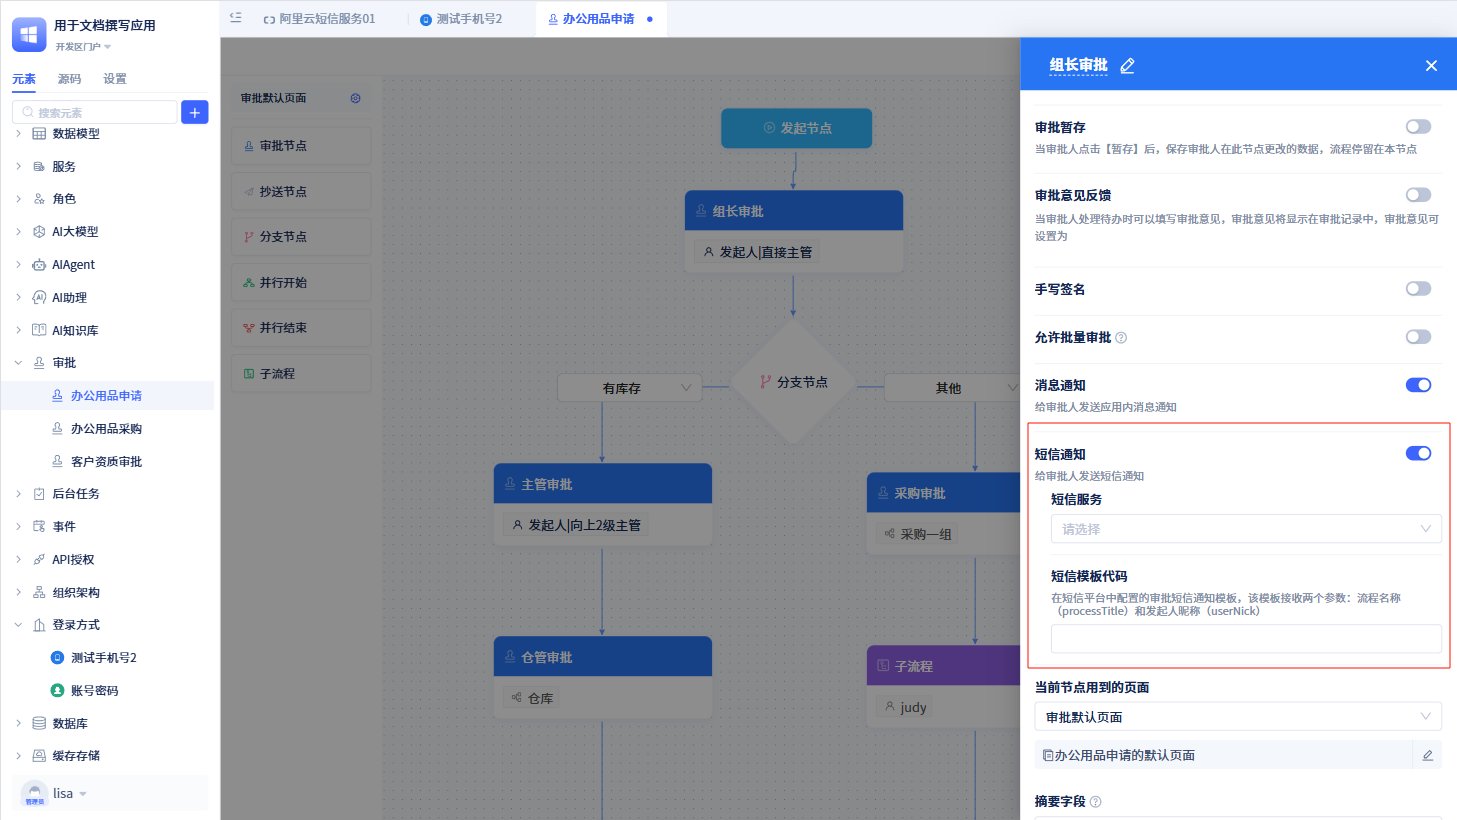 用于文档撰写应用
开发区门户
元素
源码
设置
搜索元素
数据模型
服务
角色
AI大模型
AIAgent
AI助理
AI知识库
审批
办公用品申请
办公用品采购
客户资质审批
后台任务
事件
API授权
组织架构
登录方式
测试手机号2
账号密码
数据库
缓存存储
管理员
lisa
阿里云短信服务01
测试手机号2
办公用品申请
审批默认页面
审批节点
抄送节点
分支节点
并行开始
并行结束
子流程
发起节点
组长审批
发起人|直接主管
分支节点
有库存
其他
主管审批
发起人|向上2级主管
采购审批
采购一组
仓管审批
仓库
子流程
judy
组长审批
审批暂存
当审批人点击【暂存】后，保存审批人在此节点更改的数据，流程停留在本节点
审批意见反馈
当审批人处理待办时可以填写审批意见，审批意见将显示在审批记录中，审批意见可
设置为
手写签名
允许批量审批
消息通知
给审批人发送应用内消息通知
短信通知
给审批人发送短信通知
短信服务
请选择
短信模板代码
在短信平台中配置的审批短信通知模板，该模板接收两个参数：流程名称
（processTitle）和发起人昵称（userNick）
当前节点用到的页面
审批默认页面
办公用品申请的默认页面
摘要字段